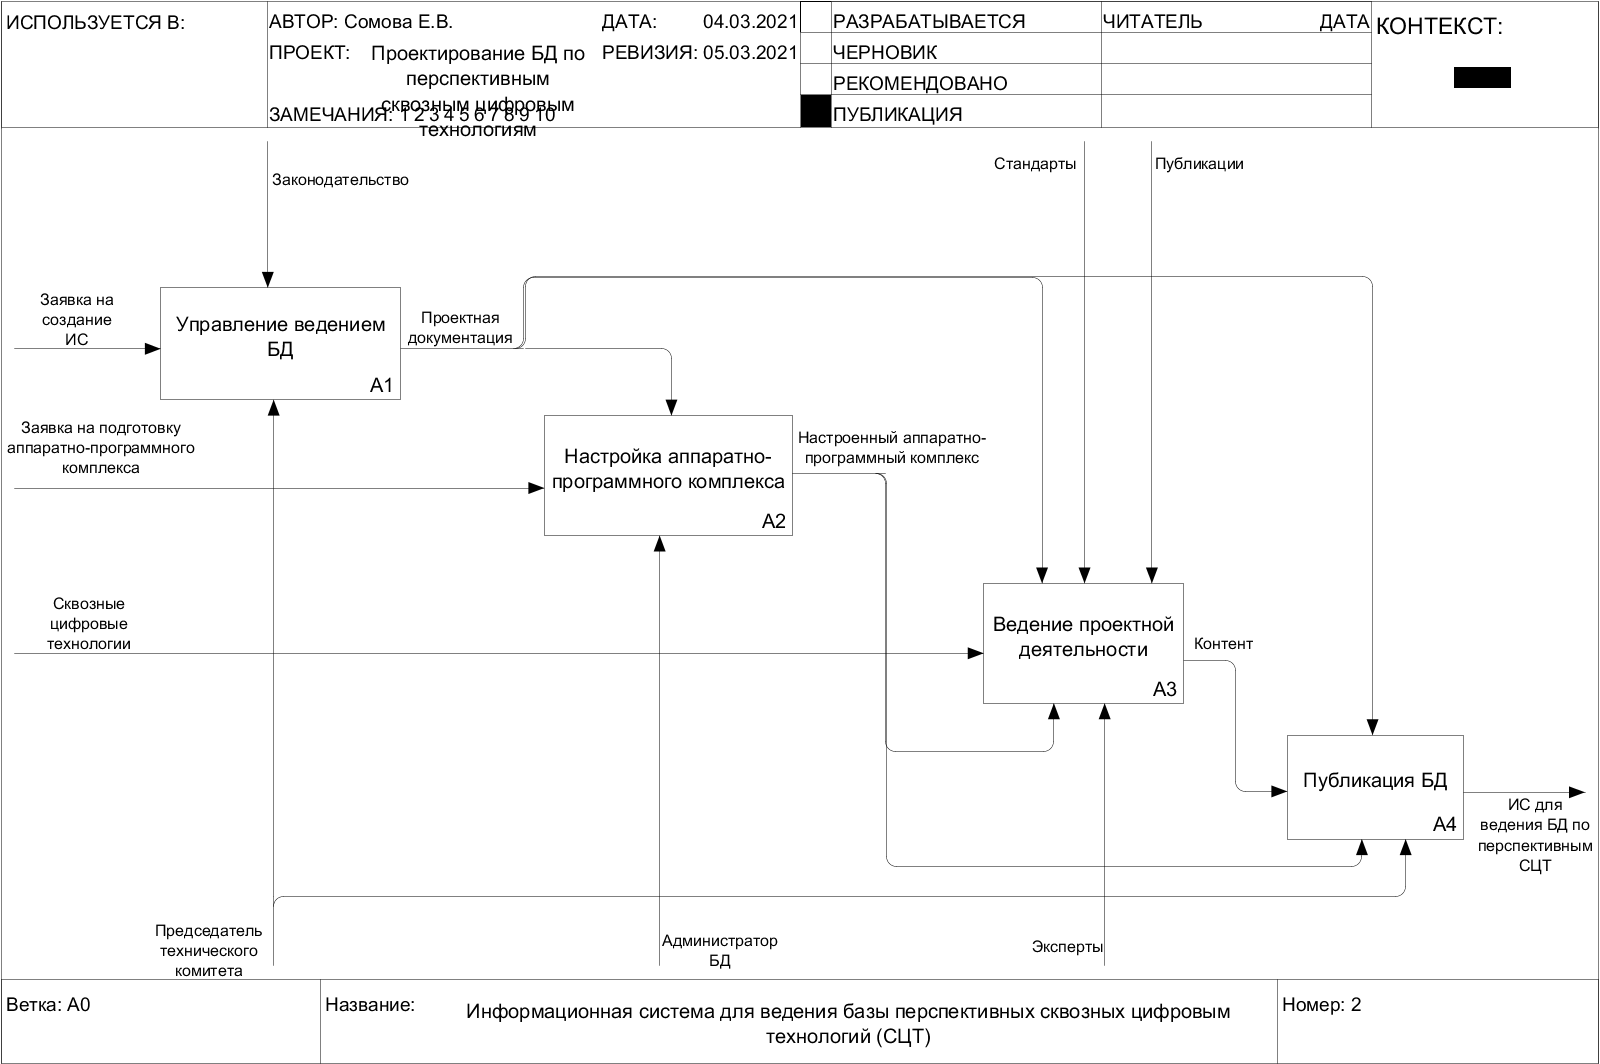 ИСПОЛЬЗУЕТСЯ В:
АВТОР: Сомова Е.В.
ДАТА: 04.03.2021
ПРОЕКТ: Проектирование БД по
перспективным
сквозным цифровым
технологиям
РЕВИЗИЯ: 05.03.2021
ЗАМЕЧАНИЯ: 1 2 3 4 5 6 7 8 9 10
РАЗРАБАТЫВАЕТСЯ
ЧЕРНОВИК
РЕКОМЕНДОВАНО
ПУБЛИКАЦИЯ
ЧИТАТЕЛЬ ДАТА
КОНТЕКСТ:
Законодательство
Стандарты
Публикации
Заявка на
создание
ИС
Управление ведением
БД
A1
Проектная
документация
Заявка на подготовку
аппаратно-программного
комплекса
Настройка аппаратно-
программного комплекса
A2
Настроенный аппаратно-
программный комплекс
Сквозные
цифровые
технологии
Ведение проектной
деятельности
A3
Контент
Публикация БД
A4
ИС для
ведения БД по
перспективным
СЦТ
Председатель
технического
комитета
Администратор
БД
Эксперты
Ветка: A0
Название:
Информационная система для ведения базы перспективных сквозных цифровым
технологий (СЦТ)
Номер: 2